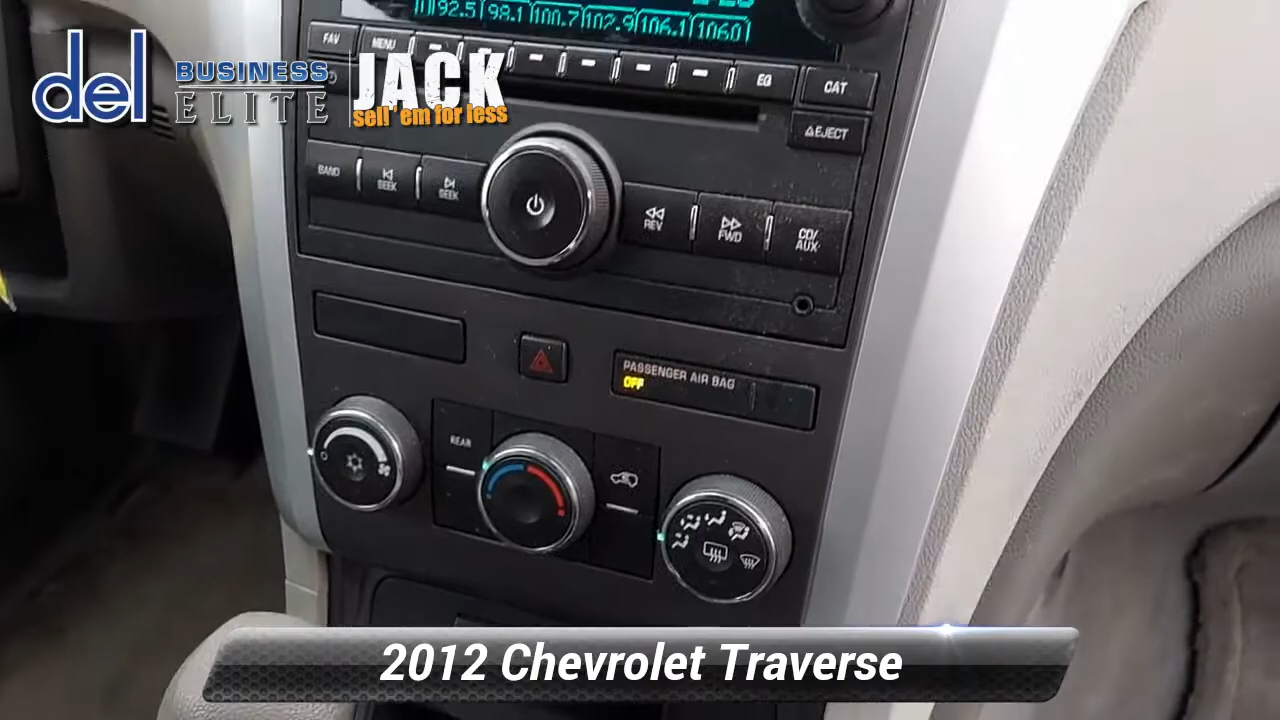 92.5 98.1 100.7 102.9 106.1 1060
FAV MENU EQ CAT
EJECT
del BUSINESS ELITE
JACK
sell 'em for less
BAND SEEK SEEK REV FWD CD/AUX
PASSENGER AIR BAG
OFF
REAR
2012 Chevrolet Traverse